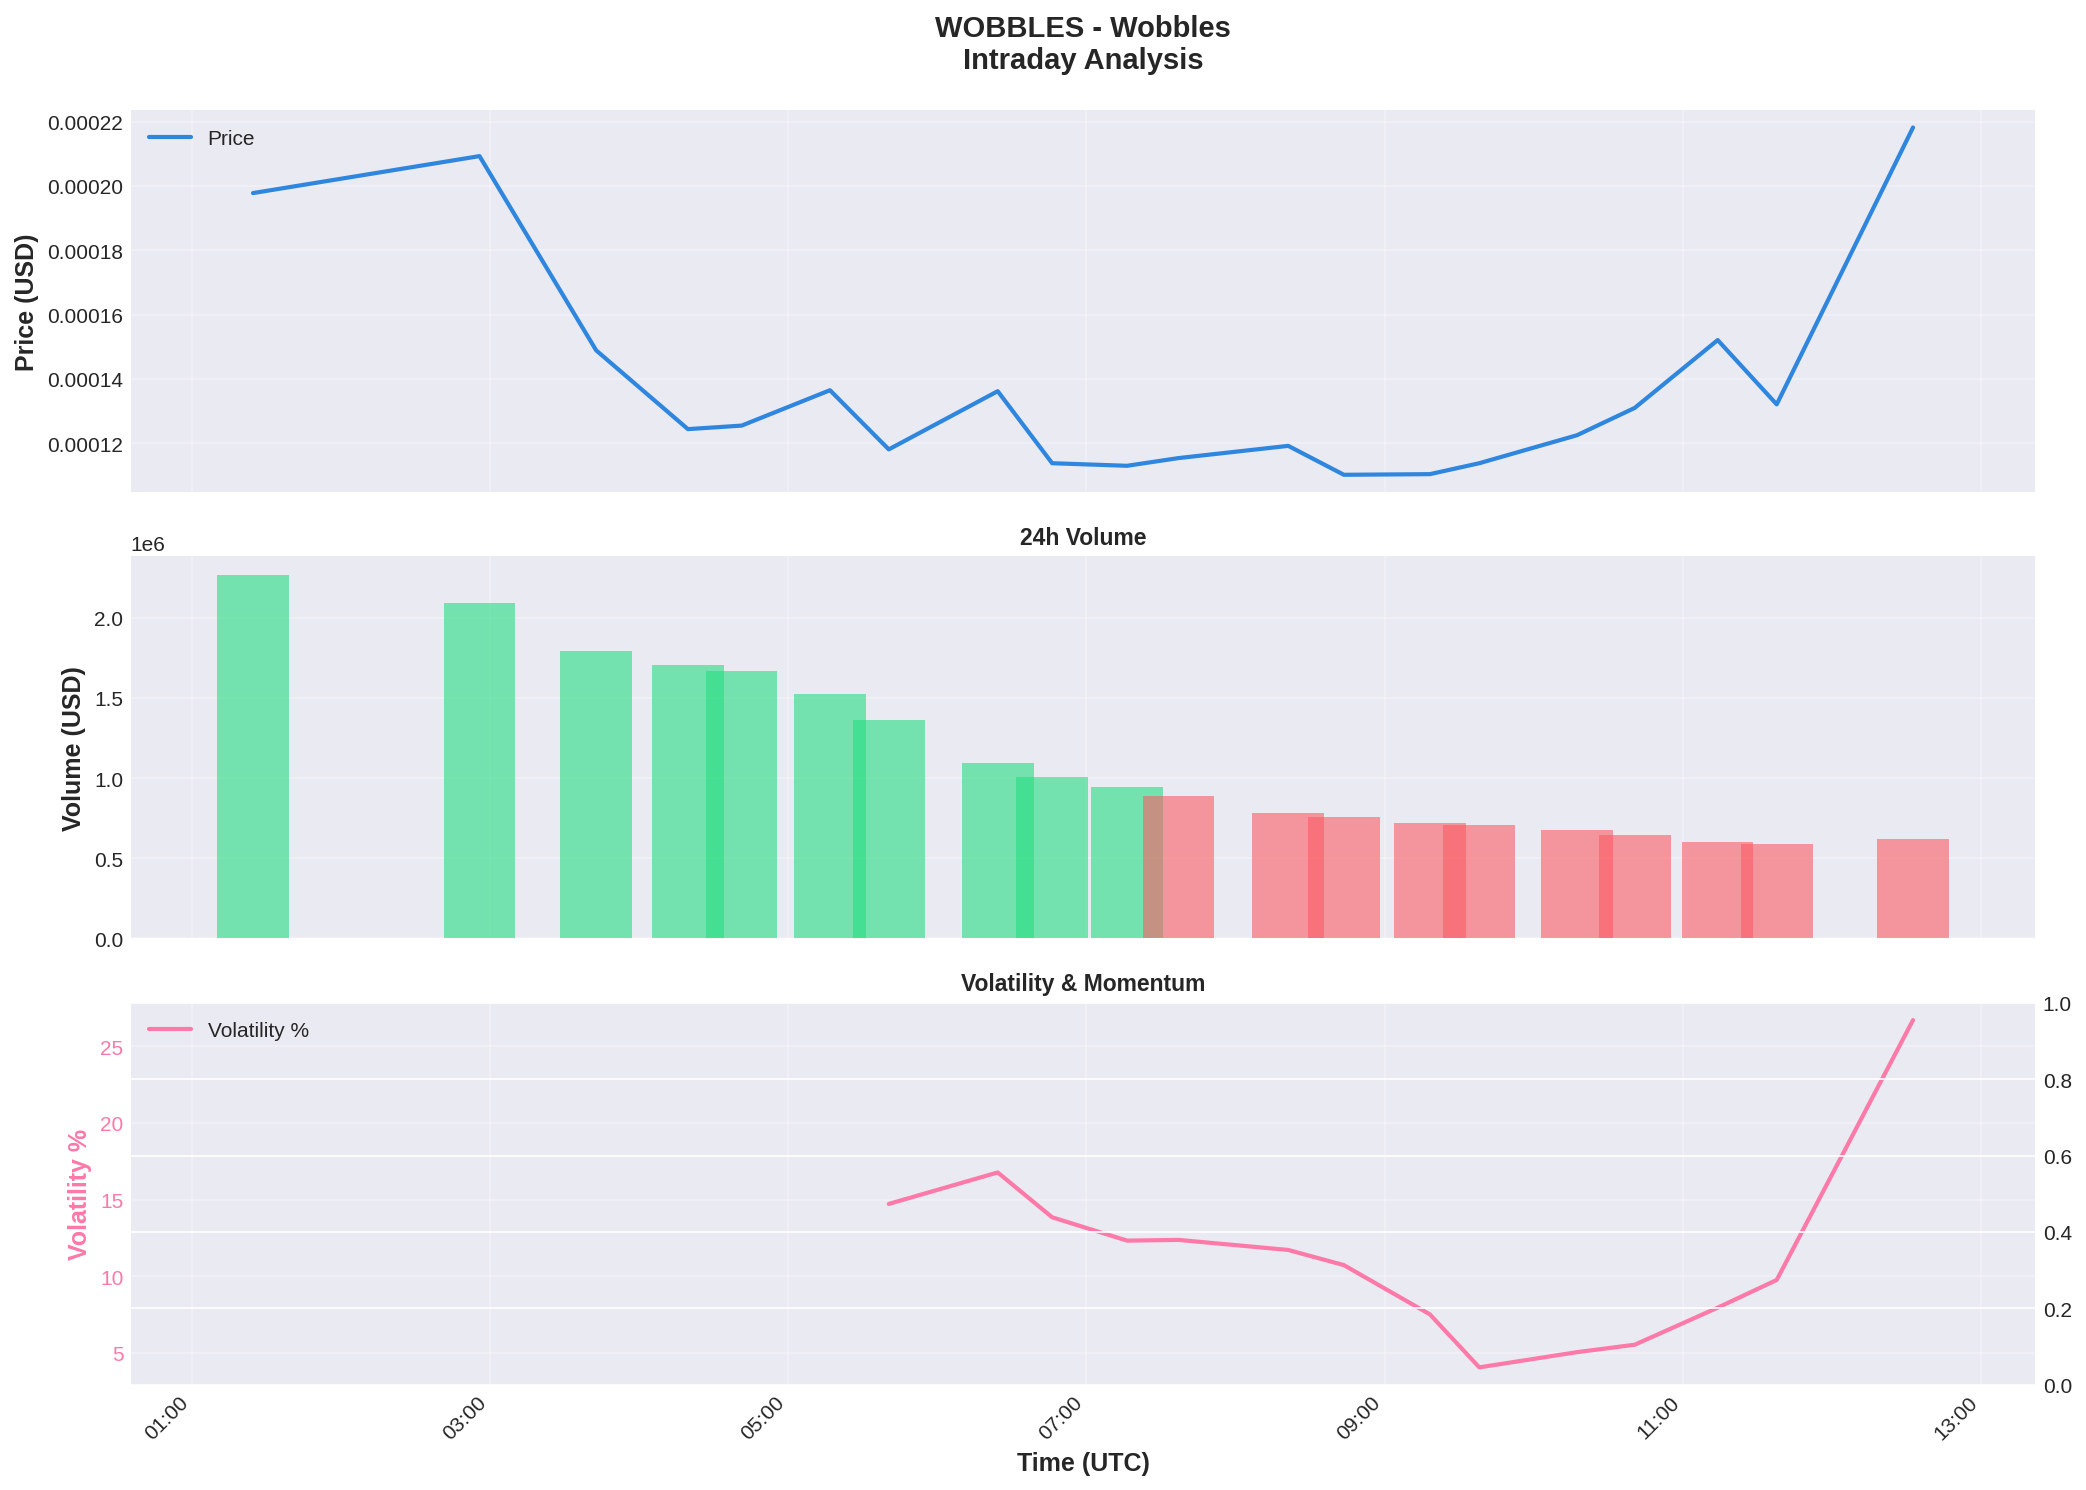 WOBBLES - Wobbles
Intraday Analysis
Price
Price (USD)
0.00022
0.00020
0.00018
0.00016
0.00014
0.00012
24h Volume
1e6
Volume (USD)
2.0
1.5
1.0
0.5
0.0
Volatility & Momentum
Volatility %
Volatility %
25
20
15
10
5
1.0
0.8
0.6
0.4
0.2
0.0
01:00
03:00
05:00
07:00
09:00
11:00
13:00
Time (UTC)